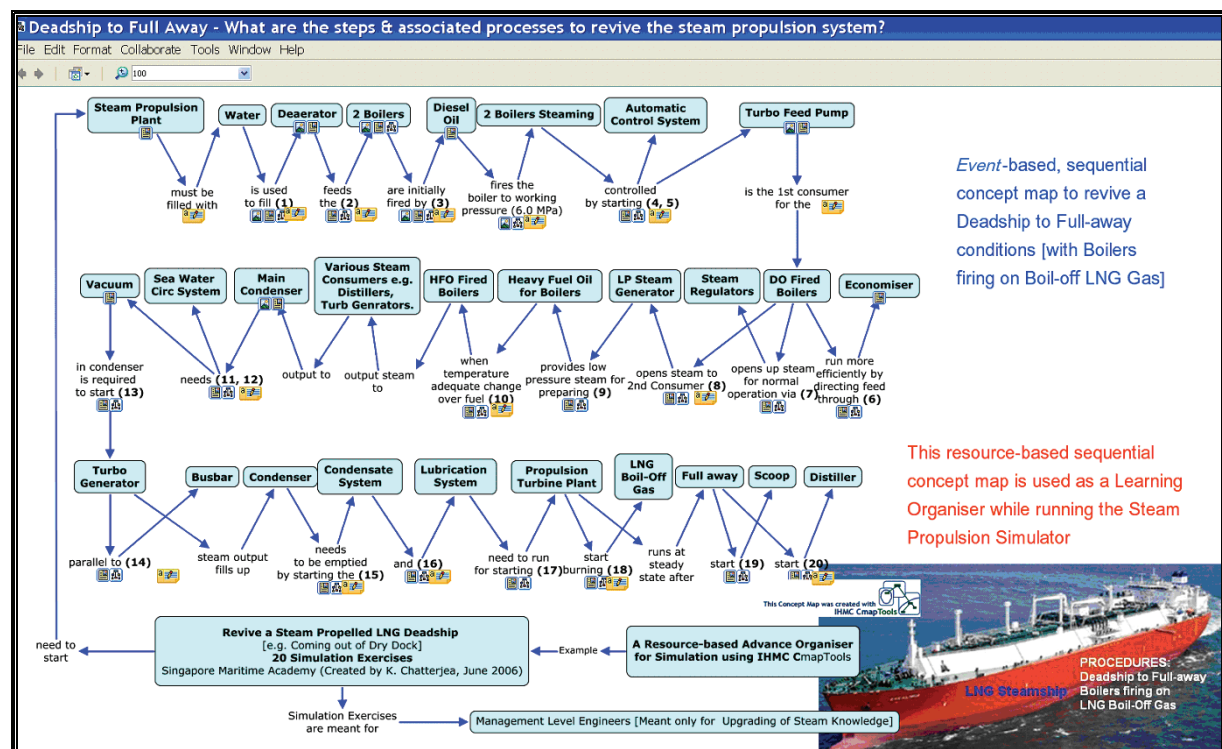 Deadship to Full Away - What are the steps & associated processes to revive the steam propulsion system?
File Edit Format Collaborate Tools Window Help
100
Steam Propulsion
Plant
Water
Deaerator
2 Boilers
Diesel
Oil
2 Boilers Steaming
Automatic
Control System
Turbo Feed Pump
must be
filled with
is used
to fill (1)
feeds
the (2)
are initially
fired by (3)
fires the
boiler to working
pressure (6.0 MPa)
controlled
by starting (4, 5)
is the 1st consumer
for the
Event-based, sequential
concept map to revive a
Deadship to Full-away
conditions [with Boilers
firing on Boil-off LNG Gas]
Vacuum
Sea Water
Circ System
Main
Condenser
Various Steam
Consumers e.g.
Distillers,
Turb Genrators.
HFO Fired
Boilers
Heavy Fuel Oil
for Boilers
LP Steam
Generator
Steam
Regulators
DO Fired
Boilers
Economiser
in condenser
is required
to start (13)
needs (11, 12)
output to
output steam
to
when
temperature
adequate change
over fuel (10)
provides low
pressure steam for
preparing (9)
opens steam to
2nd Consumer (8)
opens up steam
for normal
operation via (7)
run more
efficiently by
directing feed
through (6)
Turbo
Generator
Busbar
Condenser
Condensate
System
Lubrication
System
Propulsion
Turbine Plant
LNG
Boil-Off
Gas
Full away
Scoop
Distiller
This resource-based sequential
concept map is used as a Learning
Organiser while running the Steam
Propulsion Simulator
parallel to (14)
steam output
fills up
needs
to be emptied
by starting the (15)
and (16)
need to run
for starting (17)
start
burning (18)
runs at
steady
state after
start (19)
start (20)
This Concept Map was created with
IHMC CmapTools
need to
start
Revive a Steam Propelled LNG Deadship
[e.g. Coming out of Dry Dock]
20 Simulation Exercises
Singapore Maritime Academy (Created by K. Chatterjea, June 2006)
Example
A Resource-based Advance Organiser
for Simulation using IHMC CmapTools
LNG Steamship
PROCEDURES:
Deadship to Full-away
Boilers firing on
LNG Boil-Off Gas
Simulation Exercises
are meant for
Management Level Engineers [Meant only for Upgrading of Steam Knowledge]